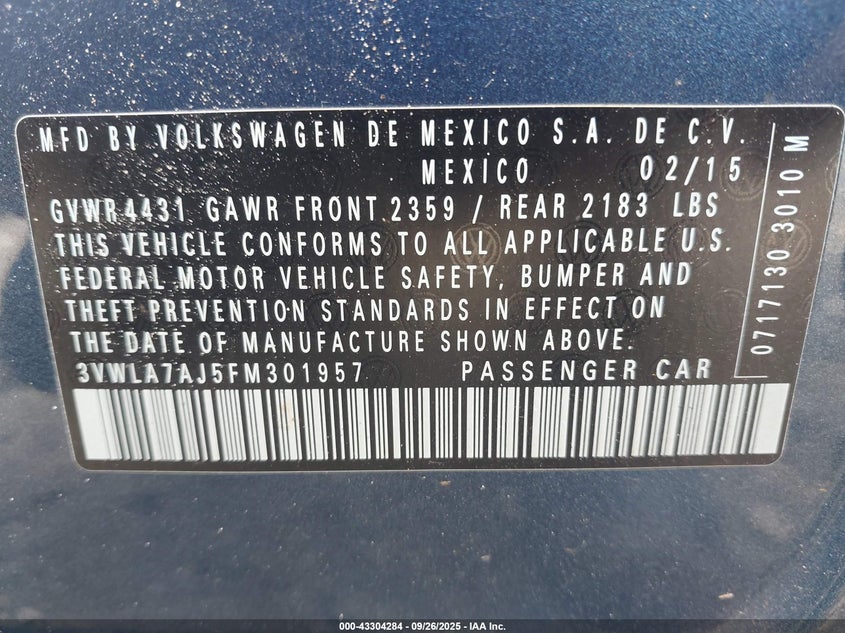 MFD BY VOLKSWAGEN DE MEXICO S.A. DE C.V.
MEXICO 02/15
GVWR 4431 GAWR FRONT 2359 / REAR 2183 LBS
THIS VEHICLE CONFORMS TO ALL APPLICABLE U.S.
FEDERAL MOTOR VEHICLE SAFETY, BUMPER AND
THEFT PREVENTION STANDARDS IN EFFECT ON
THE DATE OF MANUFACTURE SHOWN ABOVE.
3VWLA7AJ5FM301957 PASSENGER CAR
0717130 3010 M
000-43304284 - 09/26/2025 - IAA Inc.